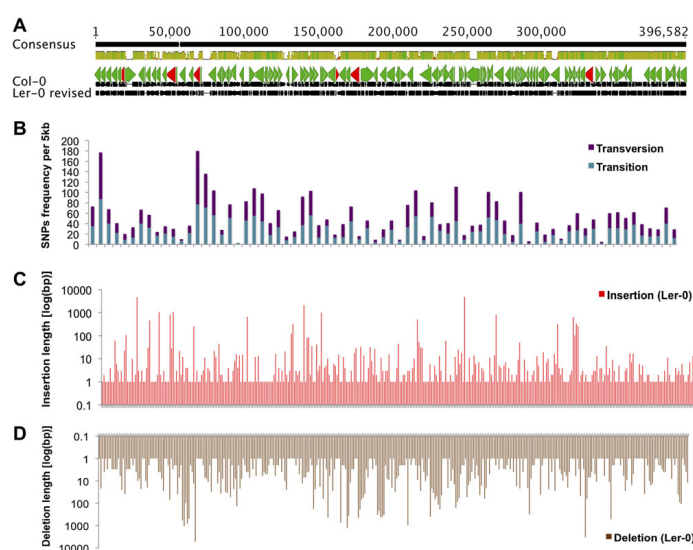 A
1 50,000 100,000 150,000 200,000 250,000 300,000 396,582
Consensus
Col-0
Ler-0 revised
B
SNPs frequency per 5kb
200
180
160
140
120
100
80
60
40
20
0
Transversion
Transition
C
Insertion length [log(bp)]
10000
1000
100
10
1
0.1
Insertion (Ler-0)
D
Deletion length [log(bp)]
0.1
1
10
100
1000
10000
Deletion (Ler-0)